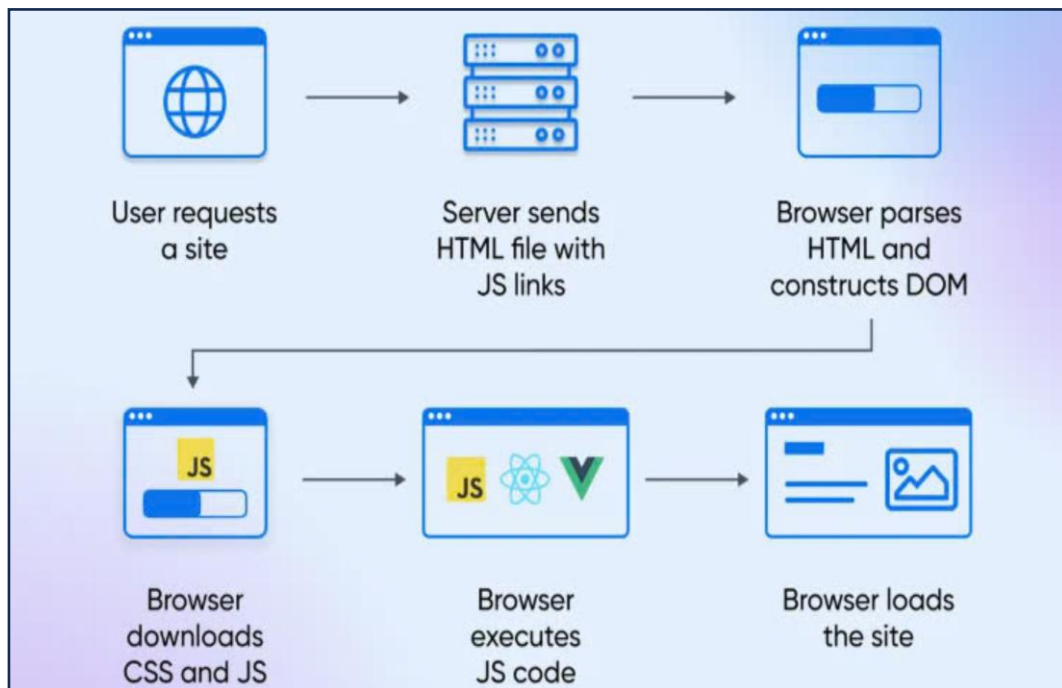 User requests
a site
Server sends
HTML file with
JS links
Browser parses
HTML and
constructs DOM
JS
Browser
downloads
CSS and JS
JS
Browser
executes
JS code
Browser loads
the site